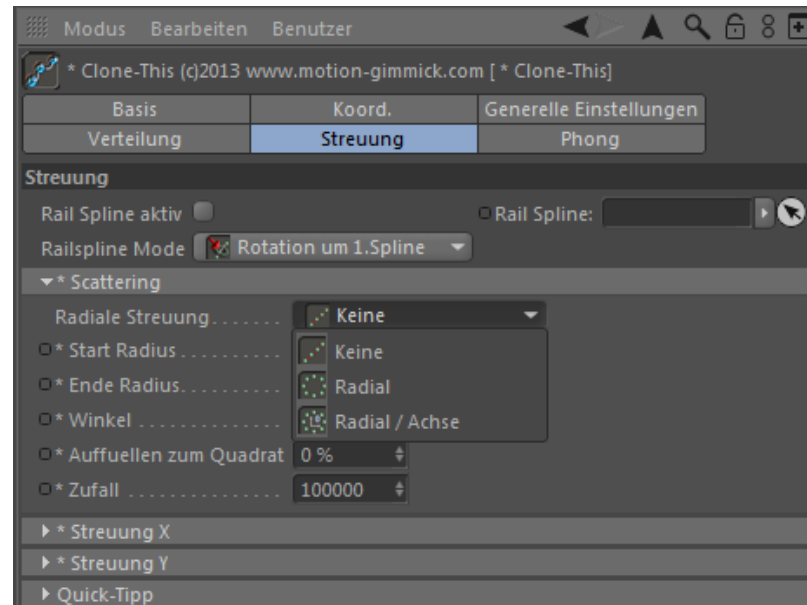 Modus Bearbeiten Benutzer
* Clone-This (c)2013 www.motion-gimmick.com [ * Clone-This]
Basis Koord. Generelle Einstellungen
Verteilung Streuung Phong
Streuung
Rail Spline aktiv Rail Spline:
Railspline Mode Rotation um 1.Spline
* Scattering
Radiale Streuung....... Keine
* Start Radius.......... Keine
* Ende Radius.......... Radial
* Winkel.............. Radial / Achse
* Auffuellen zum Quadrat 0 %
* Zufall............... 100000
* Streuung X
* Streuung Y
Quick-Tipp